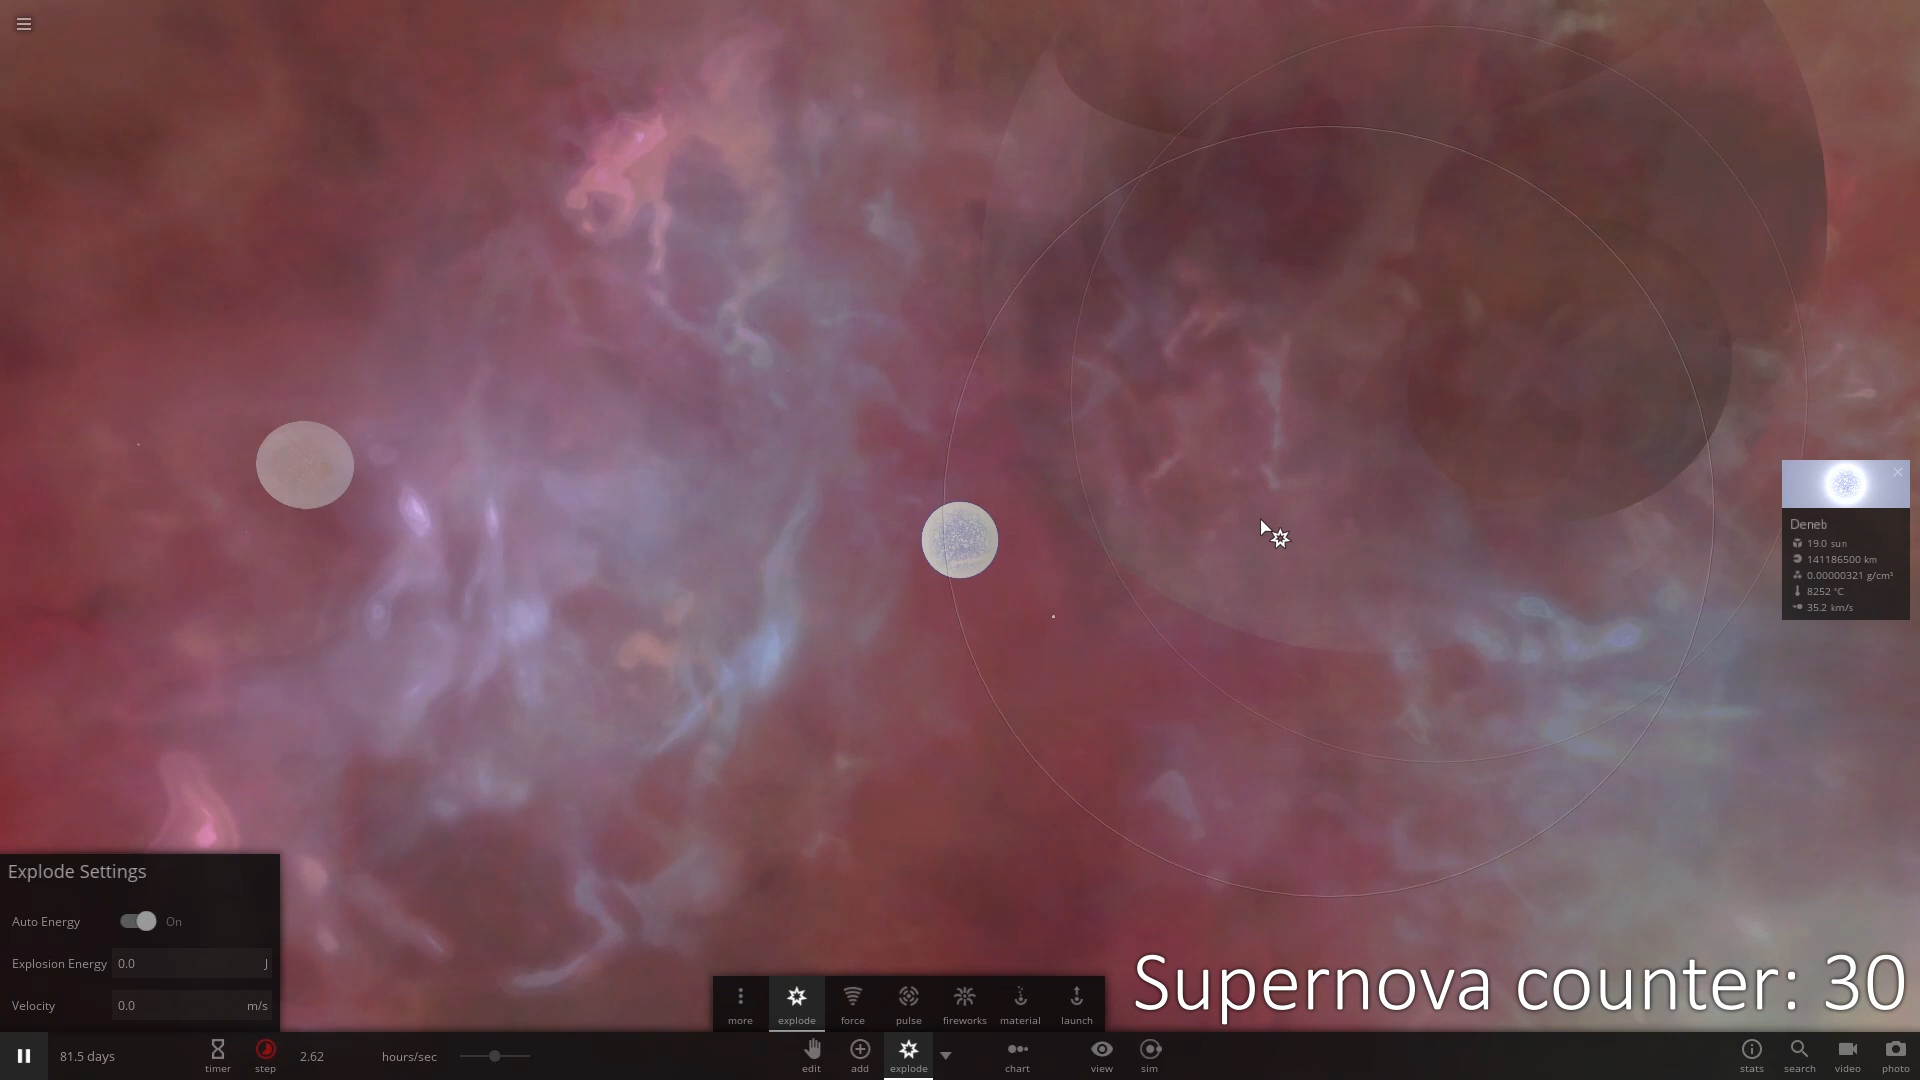 Deneb
19.0 sun
141186500 km
0.00000321 g/cm³
8252 °C
35.2 km/s
Explode Settings
Auto Energy On
Explosion Energy 0.0 J
Velocity 0.0 m/s
Supernova counter: 30
more explode force pulse fireworks material launch
81.5 days timer step 2.62 hours/sec edit add explode chart view sim stats search video photo